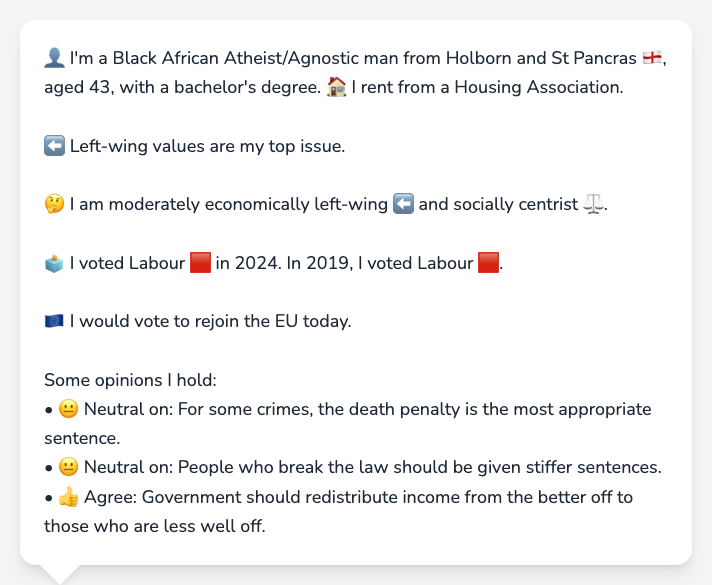 👤 I'm a Black African Atheist/Agnostic man from Holborn and St Pancras 🏴󠁧󠁢󠁥󠁮󠁧󠁿,
aged 43, with a bachelor's degree. 🏠 I rent from a Housing Association.
⬅️ Left-wing values are my top issue.
🤔 I am moderately economically left-wing ⬅️ and socially centrist ⚖️.
🗳️ I voted Labour 🟥 in 2024. In 2019, I voted Labour 🟥.
🇪🇺 I would vote to rejoin the EU today.
Some opinions I hold:
• 😐 Neutral on: For some crimes, the death penalty is the most appropriate
sentence.
• 😐 Neutral on: People who break the law should be given stiffer sentences.
• 👍 Agree: Government should redistribute income from the better off to
those who are less well off.